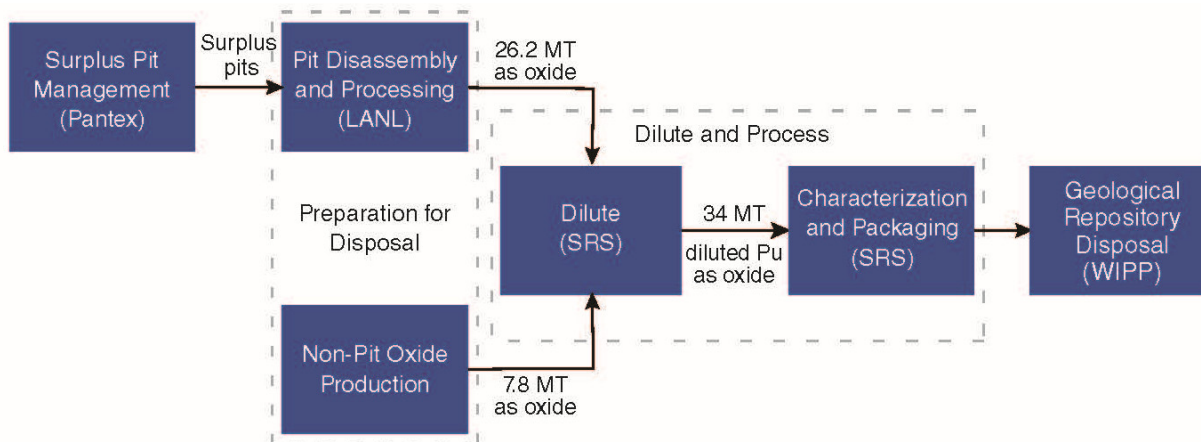 Surplus Pit
Management
(Pantex)
Surplus
pits
Pit Disassembly
and Processing
(LANL)
26.2 MT
as oxide
Preparation for
Disposal
Non-Pit Oxide
Production
7.8 MT
as oxide
Dilute and Process
Dilute
(SRS)
34 MT
diluted Pu
as oxide
Characterization
and Packaging
(SRS)
Geological
Repository
Disposal
(WIPP)